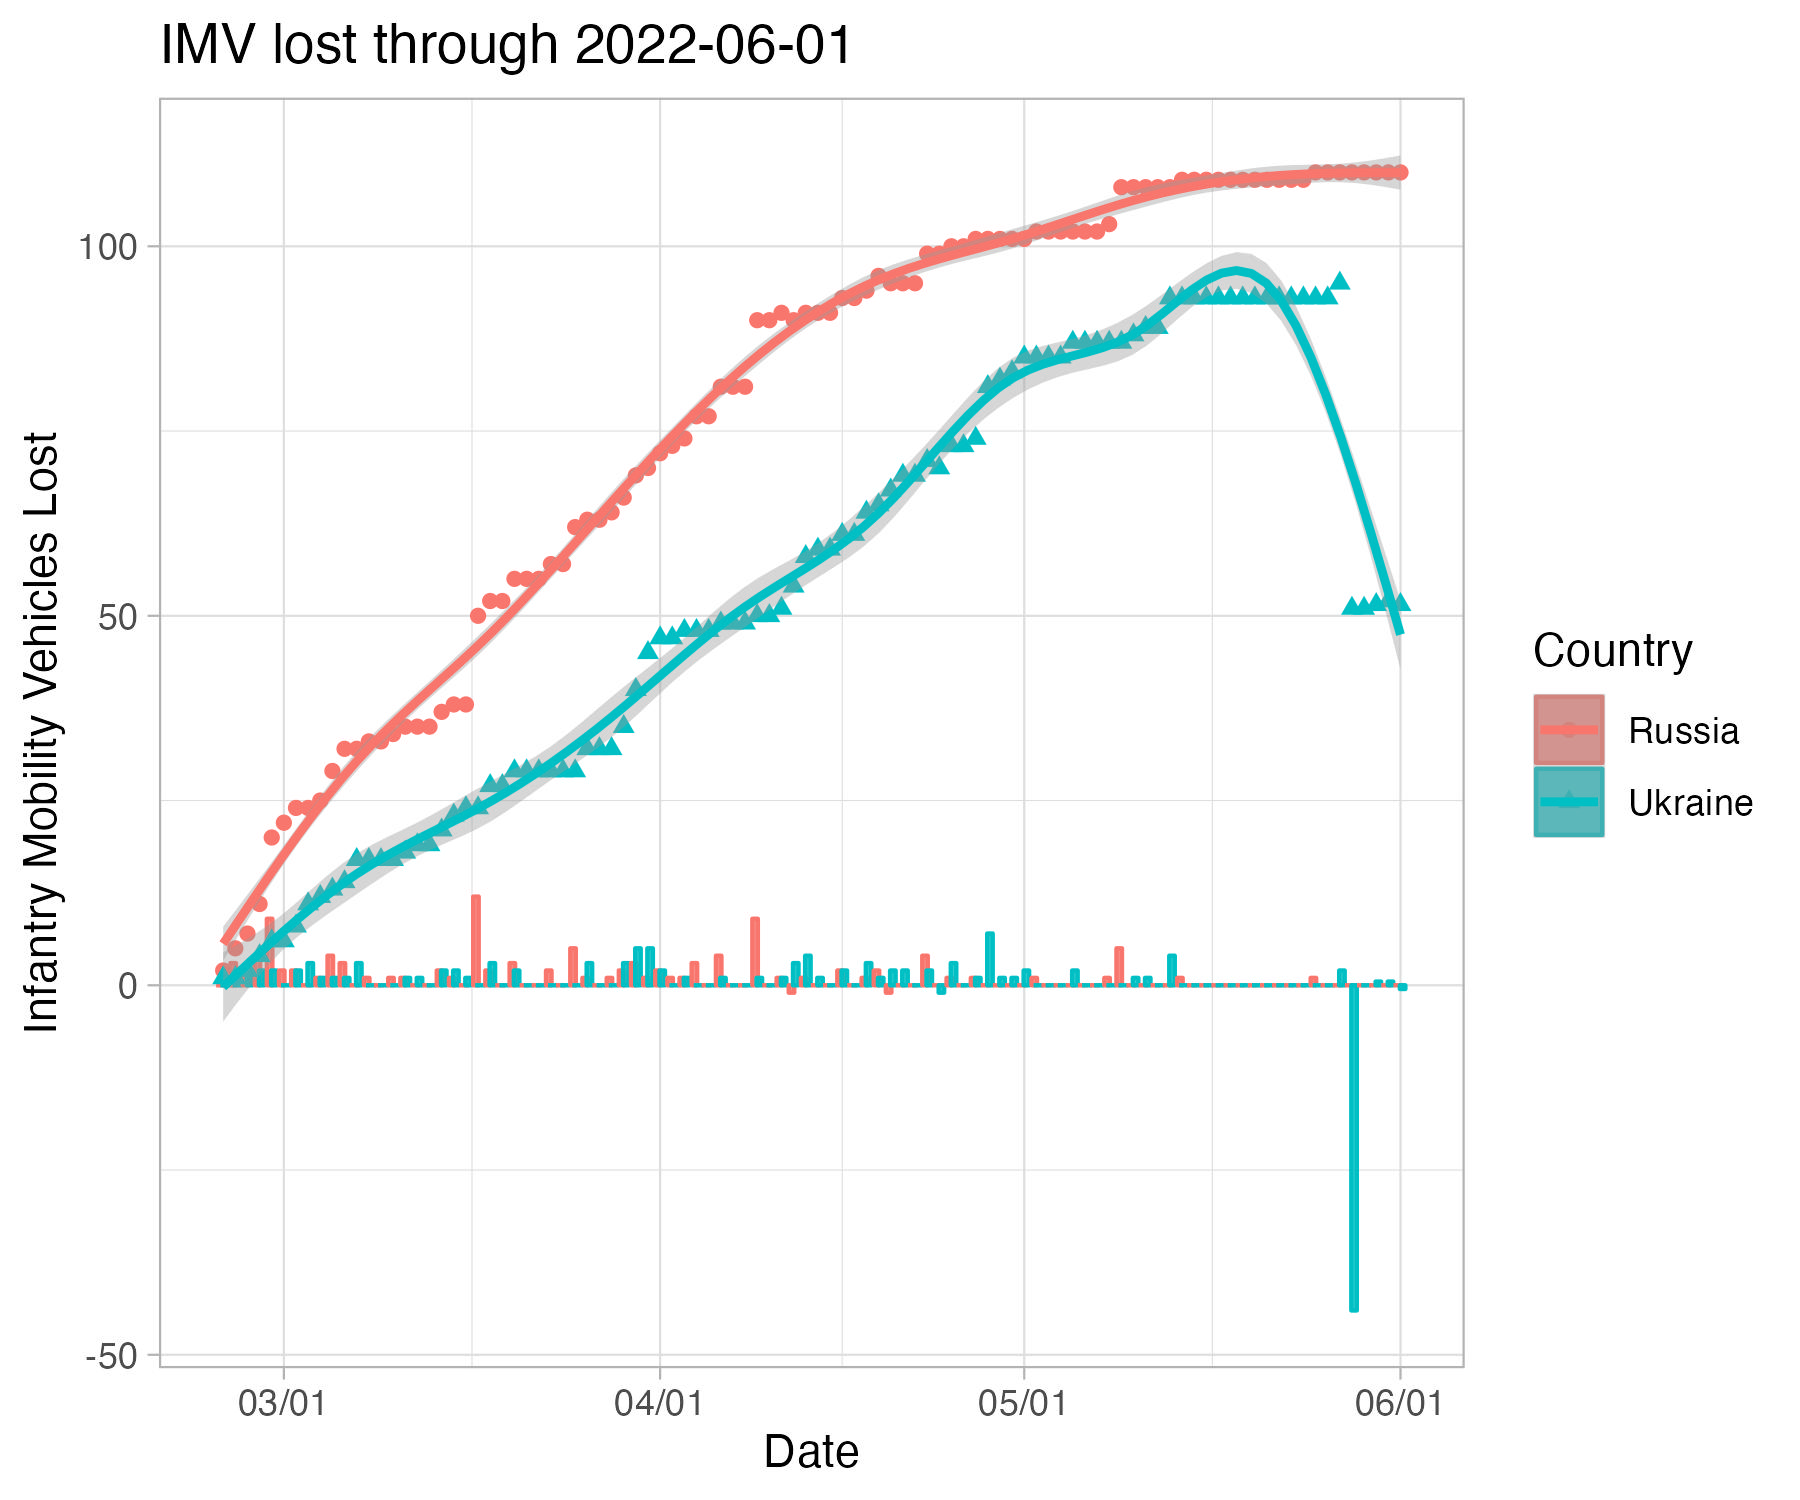 IMV lost through 2022-06-01
Infantry Mobility Vehicles Lost
100
50
0
-50
03/01
04/01
05/01
06/01
Date
Country
Russia
Ukraine